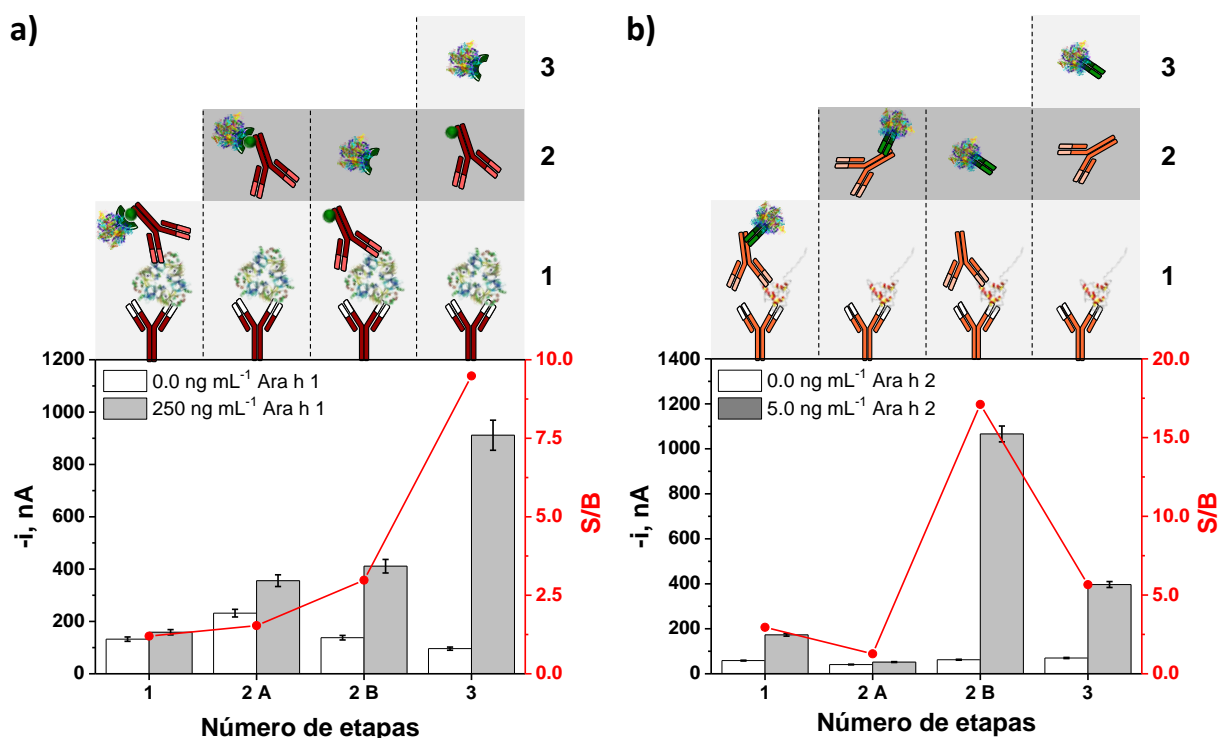 a)
3
2
1
1200
1000
800
600
400
200
0
-i, nA
0.0 ng mL⁻¹ Ara h 1
250 ng mL⁻¹ Ara h 1
10.0
7.5
5.0
2.5
0.0
S/B
1 2 A 2 B 3
Número de etapas
b)
3
2
1
1400
1200
1000
800
600
400
200
0
-i, nA
0.0 ng mL⁻¹ Ara h 2
5.0 ng mL⁻¹ Ara h 2
20.0
15.0
10.0
5.0
0.0
S/B
1 2 A 2 B 3
Número de etapas